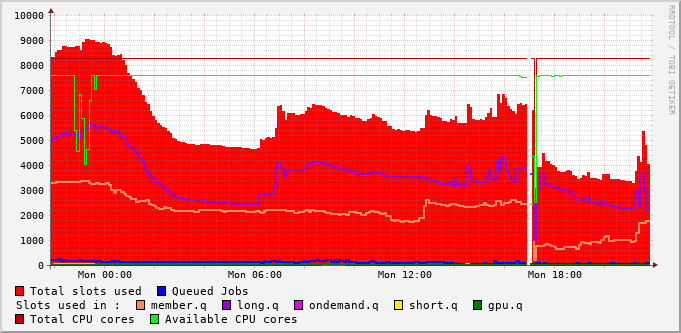 10000
9000
8000
7000
6000
5000
4000
3000
2000
1000
0
Mon 00:00 Mon 06:00 Mon 12:00 Mon 18:00
RRDTOOL / TOBI OETIKER
Total slots used Queued Jobs
Slots used in : member.q long.q ondemand.q short.q gpu.q
Total CPU cores Available CPU cores